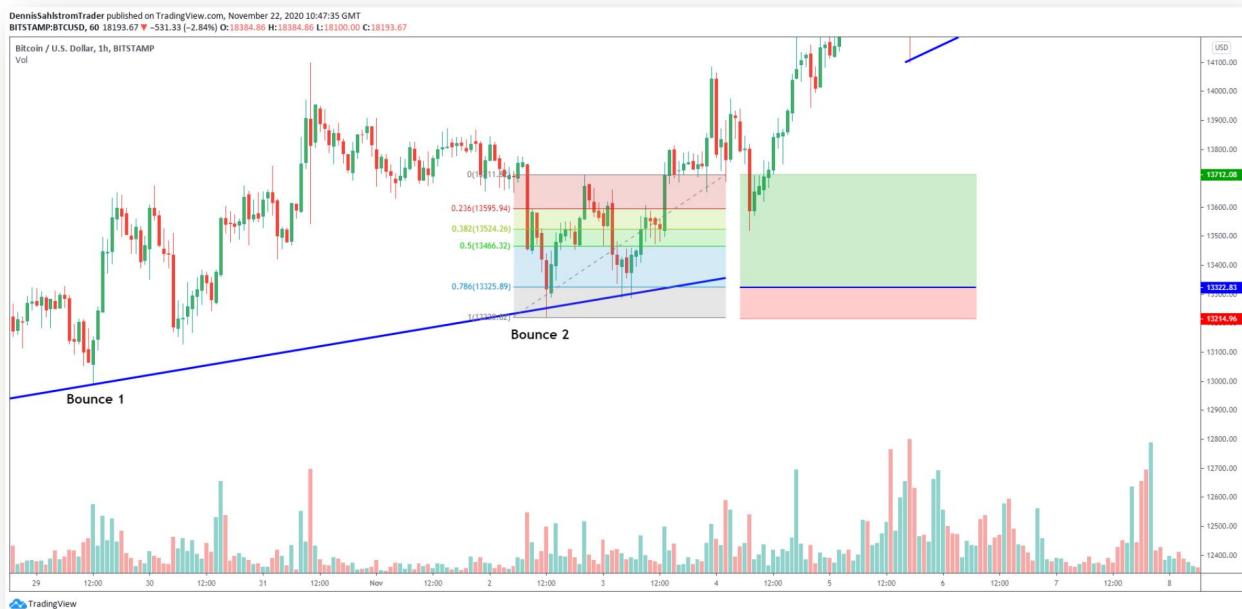 DennisSahlstromTrader published on TradingView.com, November 22, 2020 10:47:35 GMT
BITSTAMP:BTCUSD, 60 18193.67 ▼ −531.33 (−2.84%) O:18384.86 H:18384.86 L:18100.00 C:18193.67
Bitcoin / U.S. Dollar, 1h, BITSTAMP
Vol
USD
14100.00
14000.00
13900.00
13800.00
13712.08
13600.00
13500.00
13400.00
13322.83
13300.00
13214.96
13100.00
13000.00
12900.00
12800.00
12700.00
12600.00
12500.00
12400.00
0.236(13595.94)
0.382(13524.26)
0.5(13466.32)
0.786(13325.89)
Bounce 2
Bounce 1
29 12:00 30 12:00 31 12:00 Nov 12:00 2 12:00 3 12:00 4 12:00 5 12:00 6 12:00 7 12:00 8
TradingView